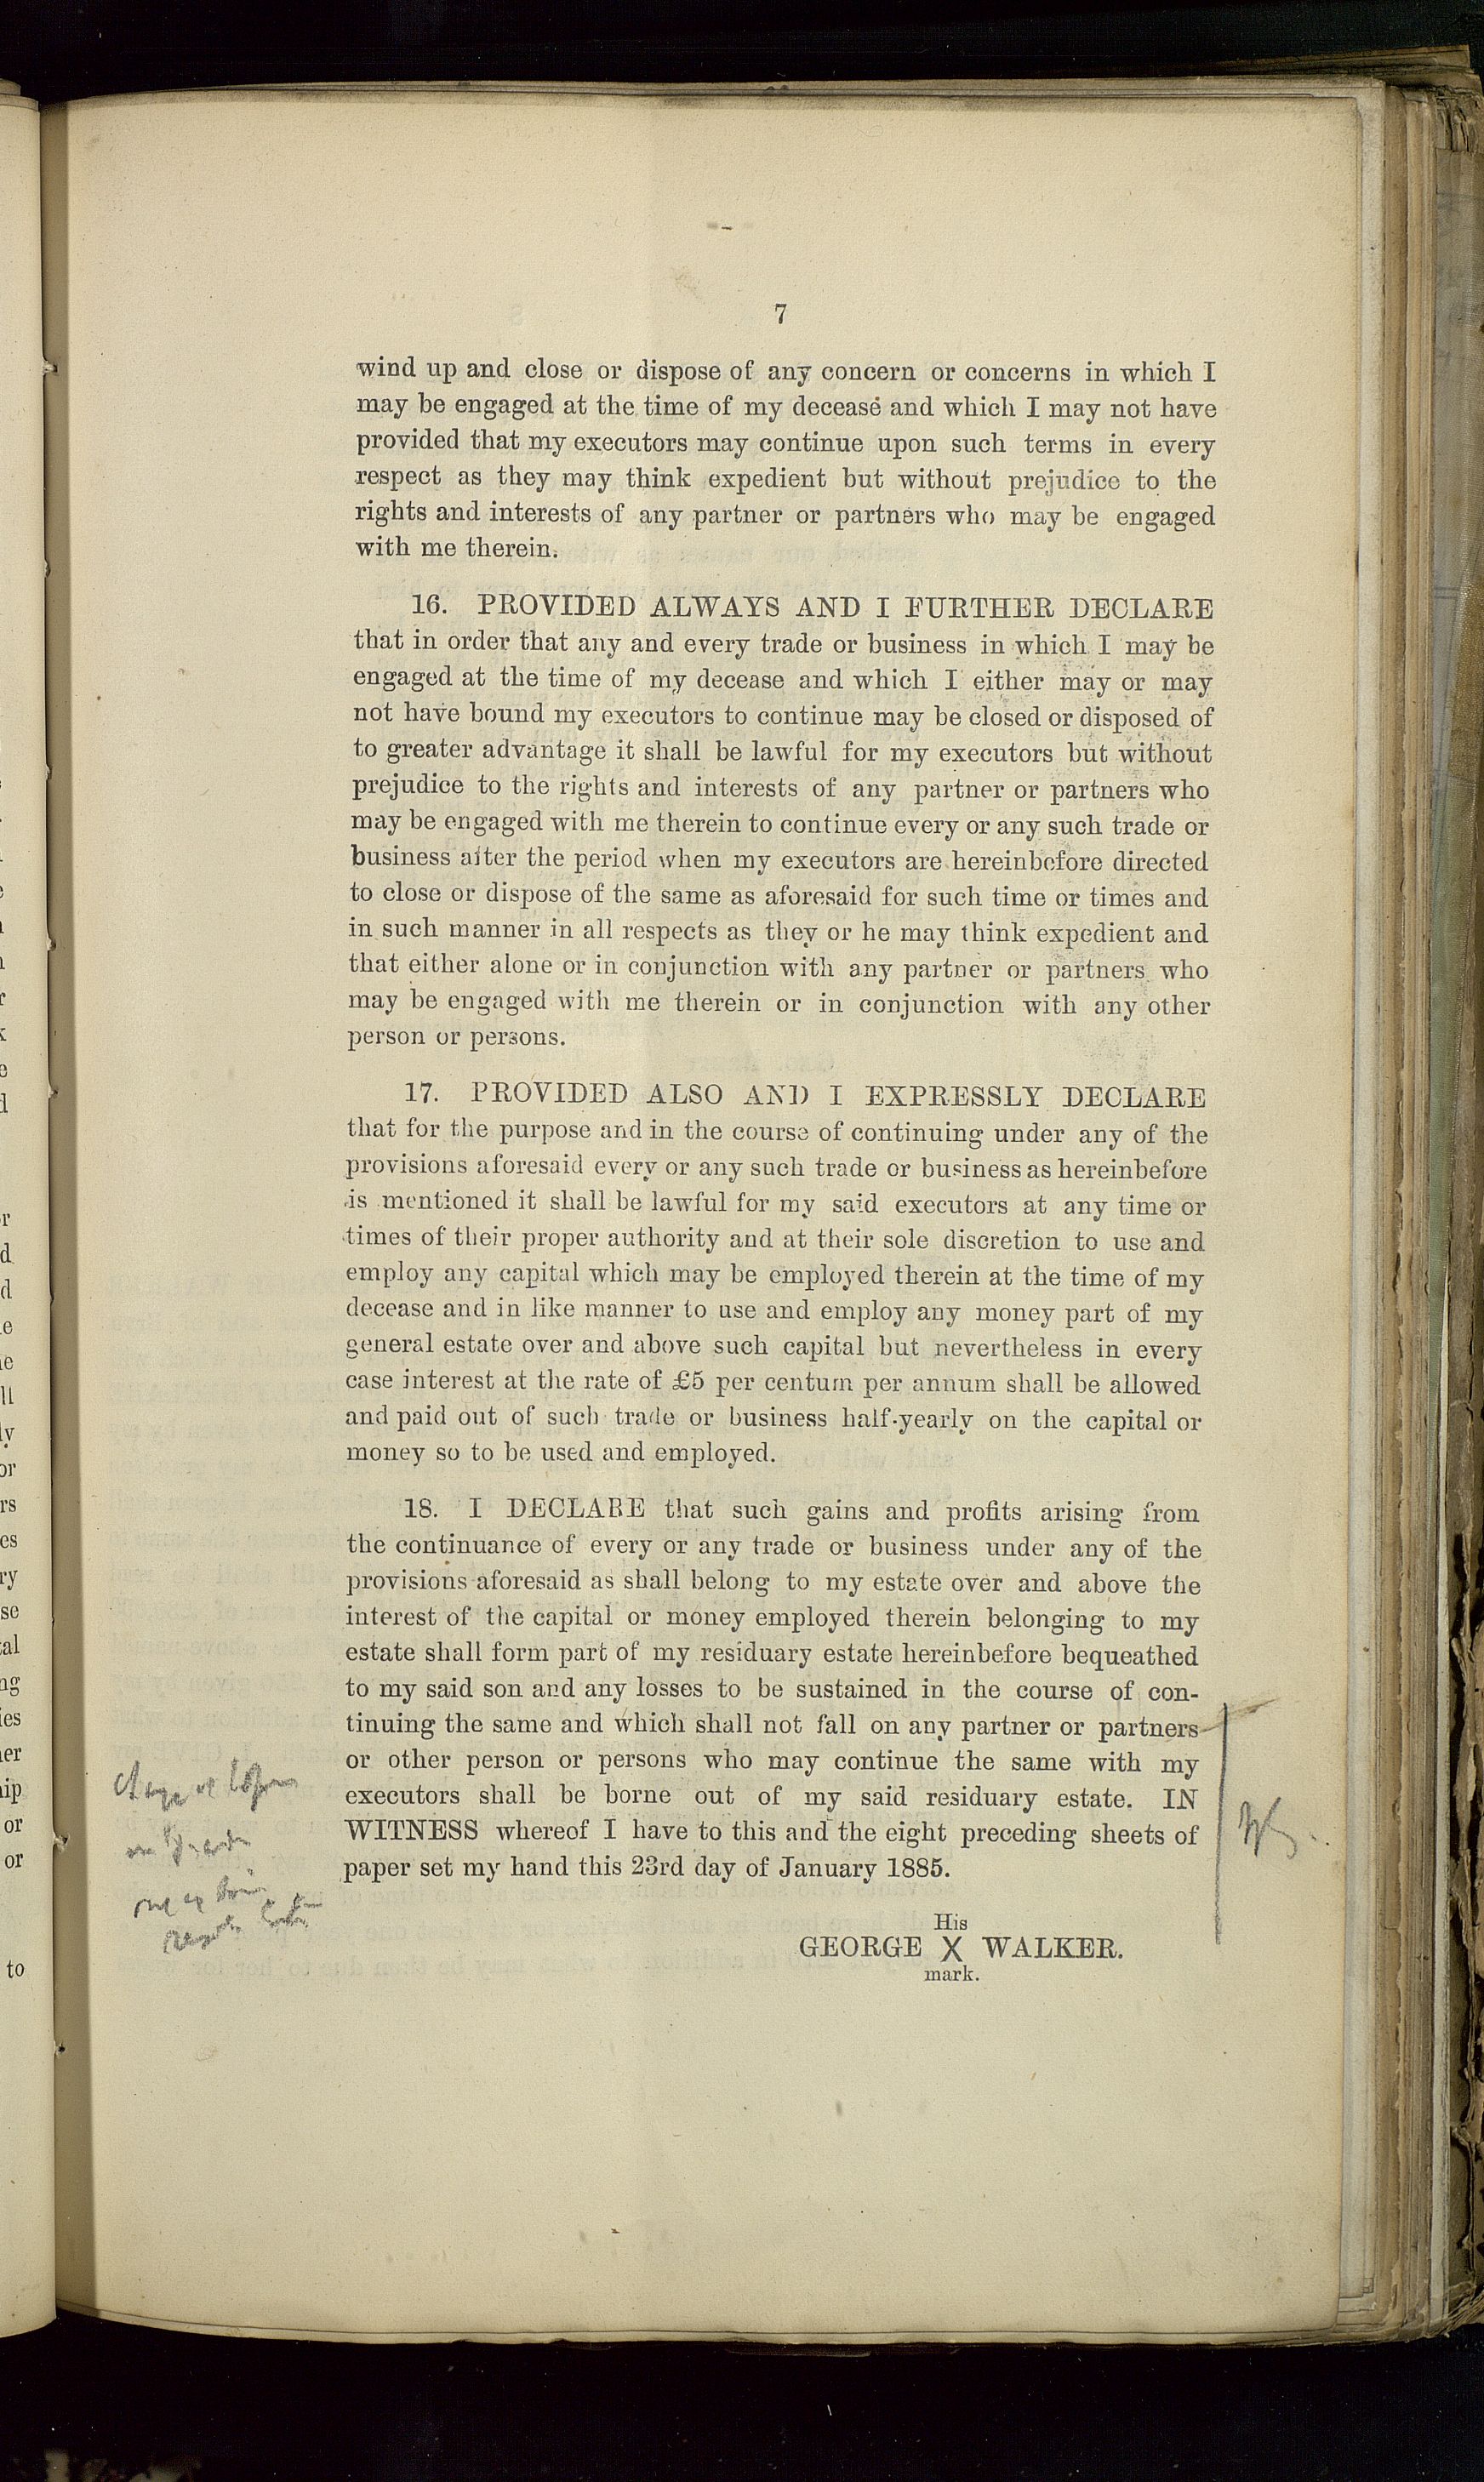 7
wind up and close or dispose of any concern or concerns in which I
may be engaged at the time of my decease and which I may not have
provided that my executors may continue upon such terms in every
respect as they may think expedient but without prejudice to the
rights and interests of any partner or partners who may be engaged
with me therein.
16. PROVIDED ALWAYS AND I FURTHER DECLARE
that in order that any and every trade or business in which I may be
engaged at the time of my decease and which I either may or may
not have bound my executors to continue may be closed or disposed of
to greater advantage it shall be lawful for my executors but without
prejudice to the rights and interests of any partner or partners who
may be engaged with me therein to continue every or any such trade or
business after the period when my executors are hereinbefore directed
to close or dispose of the same as aforesaid for such time or times and
in such manner in all respects as they or he may think expedient and
that either alone or in conjunction with any partner or partners who
may be engaged with me therein or in conjunction with any other
person or persons.
17. PROVIDED ALSO AND I EXPRESSLY DECLARE
that for the purpose and in the course of continuing under any of the
provisions aforesaid every or any such trade or business as hereinbefore
is mentioned it shall be lawful for my said executors at any time or
times of their proper authority and at their sole discretion to use and
employ any capital which may be employed therein at the time of my
decease and in like manner to use and employ any money part of my
general estate over and above such capital but nevertheless in every
case interest at the rate of £5 per centum per annum shall be allowed
and paid out of such trade or business half-yearly on the capital or
money so to be used and employed.
18. I DECLARE that such gains and profits arising from
the continuance of every or any trade or business under any of the
provisions aforesaid as shall belong to my estate over and above the
interest of the capital or money employed therein belonging to my
estate shall form part of my residuary estate hereinbefore bequeathed
to my said son and any losses to be sustained in the course of con-
tinuing the same and which shall not fall on any partner or partners
or other person or persons who may continue the same with my
executors shall be borne out of my said residuary estate. IN
WITNESS whereof I have to this and the eight preceding sheets of
paper set my hand this 23rd day of January 1885.
His
GEORGE X WALKER.
mark.